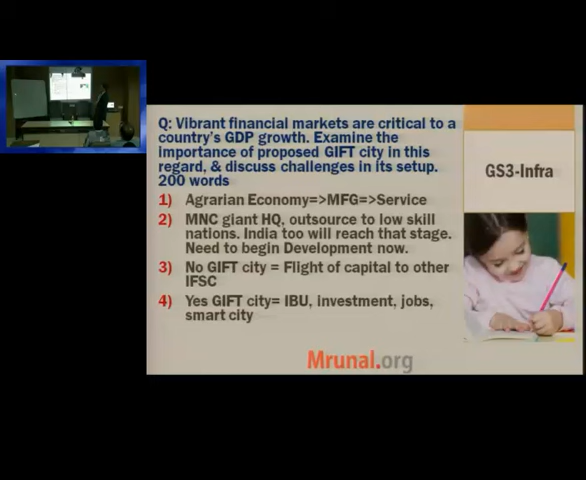 Q: Vibrant financial markets are critical to a
country's GDP growth. Examine the
importance of proposed GIFT city in this
regard, & discuss challenges in its setup.
200 words
1) Agrarian Economy=>MFG=>Service
2) MNC giant HQ, outsource to low skill
nations. India too will reach that stage.
Need to begin Development now.
3) No GIFT city = Flight of capital to other
IFSC
4) Yes GIFT city= IBU, investment, jobs,
smart city
GS3-Infra
Mrunal.org